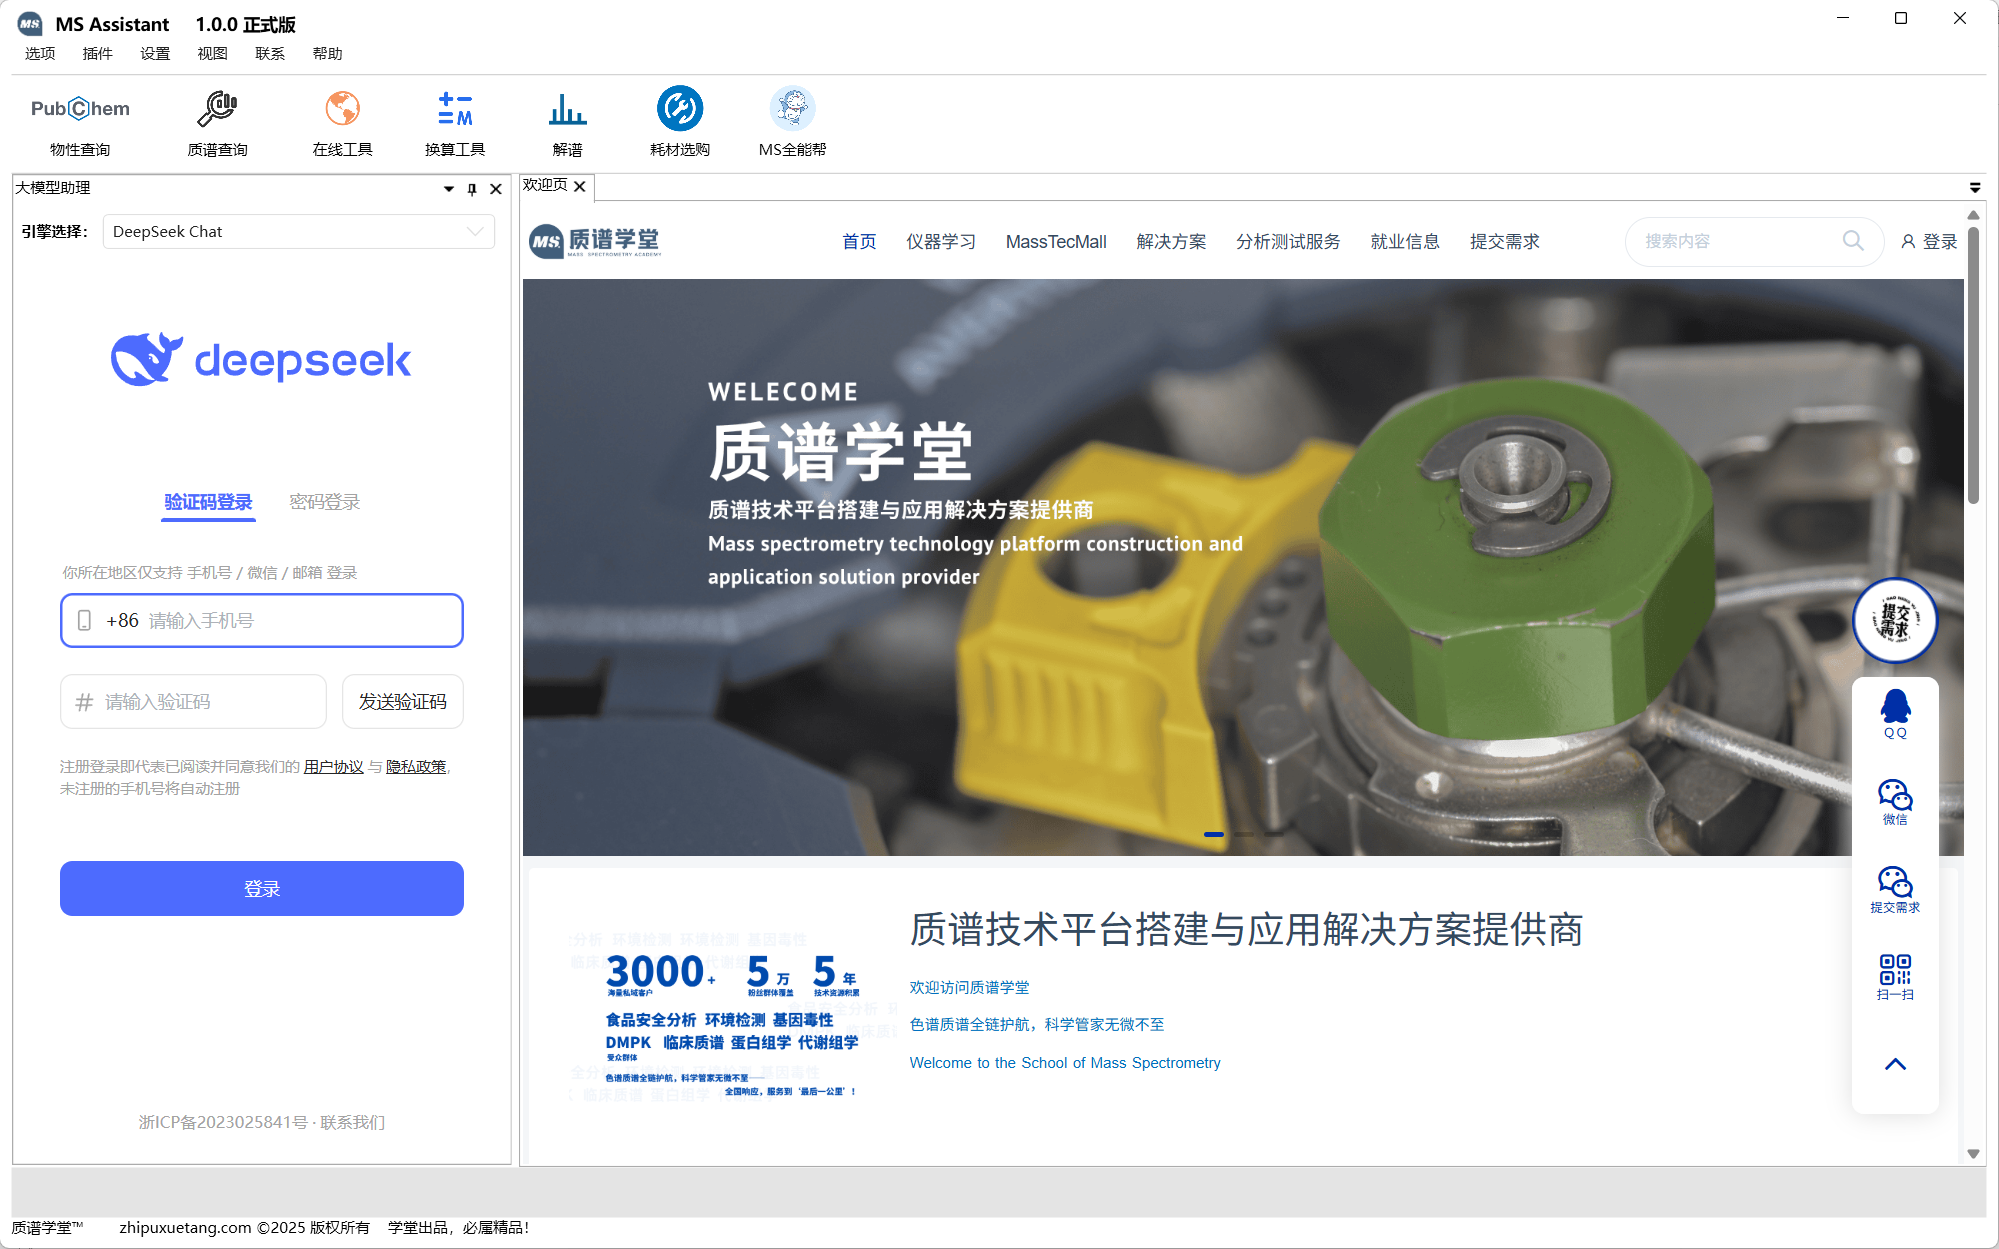 MS Assistant 1.0.0 正式版
选项 插件 设置 视图 联系 帮助
PubChem
物性查询 质谱查询 在线工具 换算工具 解谱 耗材选购 MS全能帮
大模型助理
引擎选择： DeepSeek Chat
deepseek
验证码登录 密码登录
你所在地区仅支持 手机号 / 微信 / 邮箱 登录
+86 请输入手机号
# 请输入验证码 发送验证码
注册登录即代表已阅读并同意我们的 用户协议 与 隐私政策,
未注册的手机号将自动注册
登录
浙ICP备2023025841号 · 联系我们
欢迎页
MS 质谱学堂
MASS SPECTROMETRY ACADEMY
首页 仪器学习 MassTecMall 解决方案 分析测试服务 就业信息 提交需求
搜索内容
登录
WELECOME
质谱学堂
质谱技术平台搭建与应用解决方案提供商
Mass spectrometry technology platform construction and
application solution provider
提交
需求
QQ
微信
提交需求
扫一扫
3000+ 5万 5年
海量私域客户 粉丝群体覆盖 技术资源积累
食品安全分析 环境检测 基因毒性
DMPK 临床质谱 蛋白组学 代谢组学
受众群体
色谱质谱全链护航，科学管家无微不至——
全国响应，服务到‘最后一公里’！
质谱技术平台搭建与应用解决方案提供商
欢迎访问质谱学堂
色谱质谱全链护航，科学管家无微不至
Welcome to the School of Mass Spectrometry
质谱学堂™ zhipuxuetang.com ©2025 版权所有 学堂出品，必属精品！